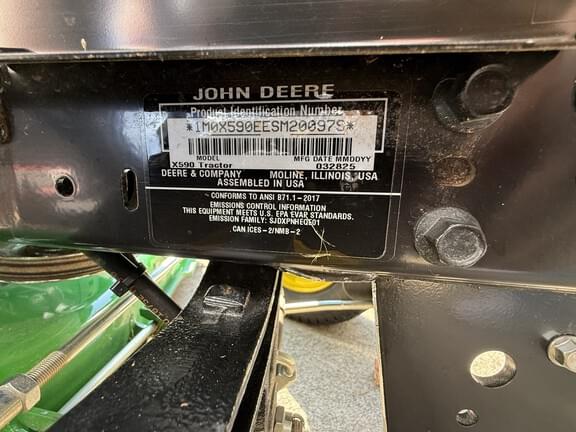 JOHN DEERE
Product Identification Number
*1M0X590EESM200979*
MODEL MFG DATE MMDDYY
X590 Tractor 032825
DEERE & COMPANY MOLINE, ILLINOIS, USA
ASSEMBLED IN USA
CONFORMS TO ANSI B71.1 - 2017
EMISSIONS CONTROL INFORMATION
THIS EQUIPMENT MEETS U.S. EPA EVAP STANDARDS.
EMISSION FAMILY: SJDXPNHEQE01
CAN ICES - 2/NMB - 2